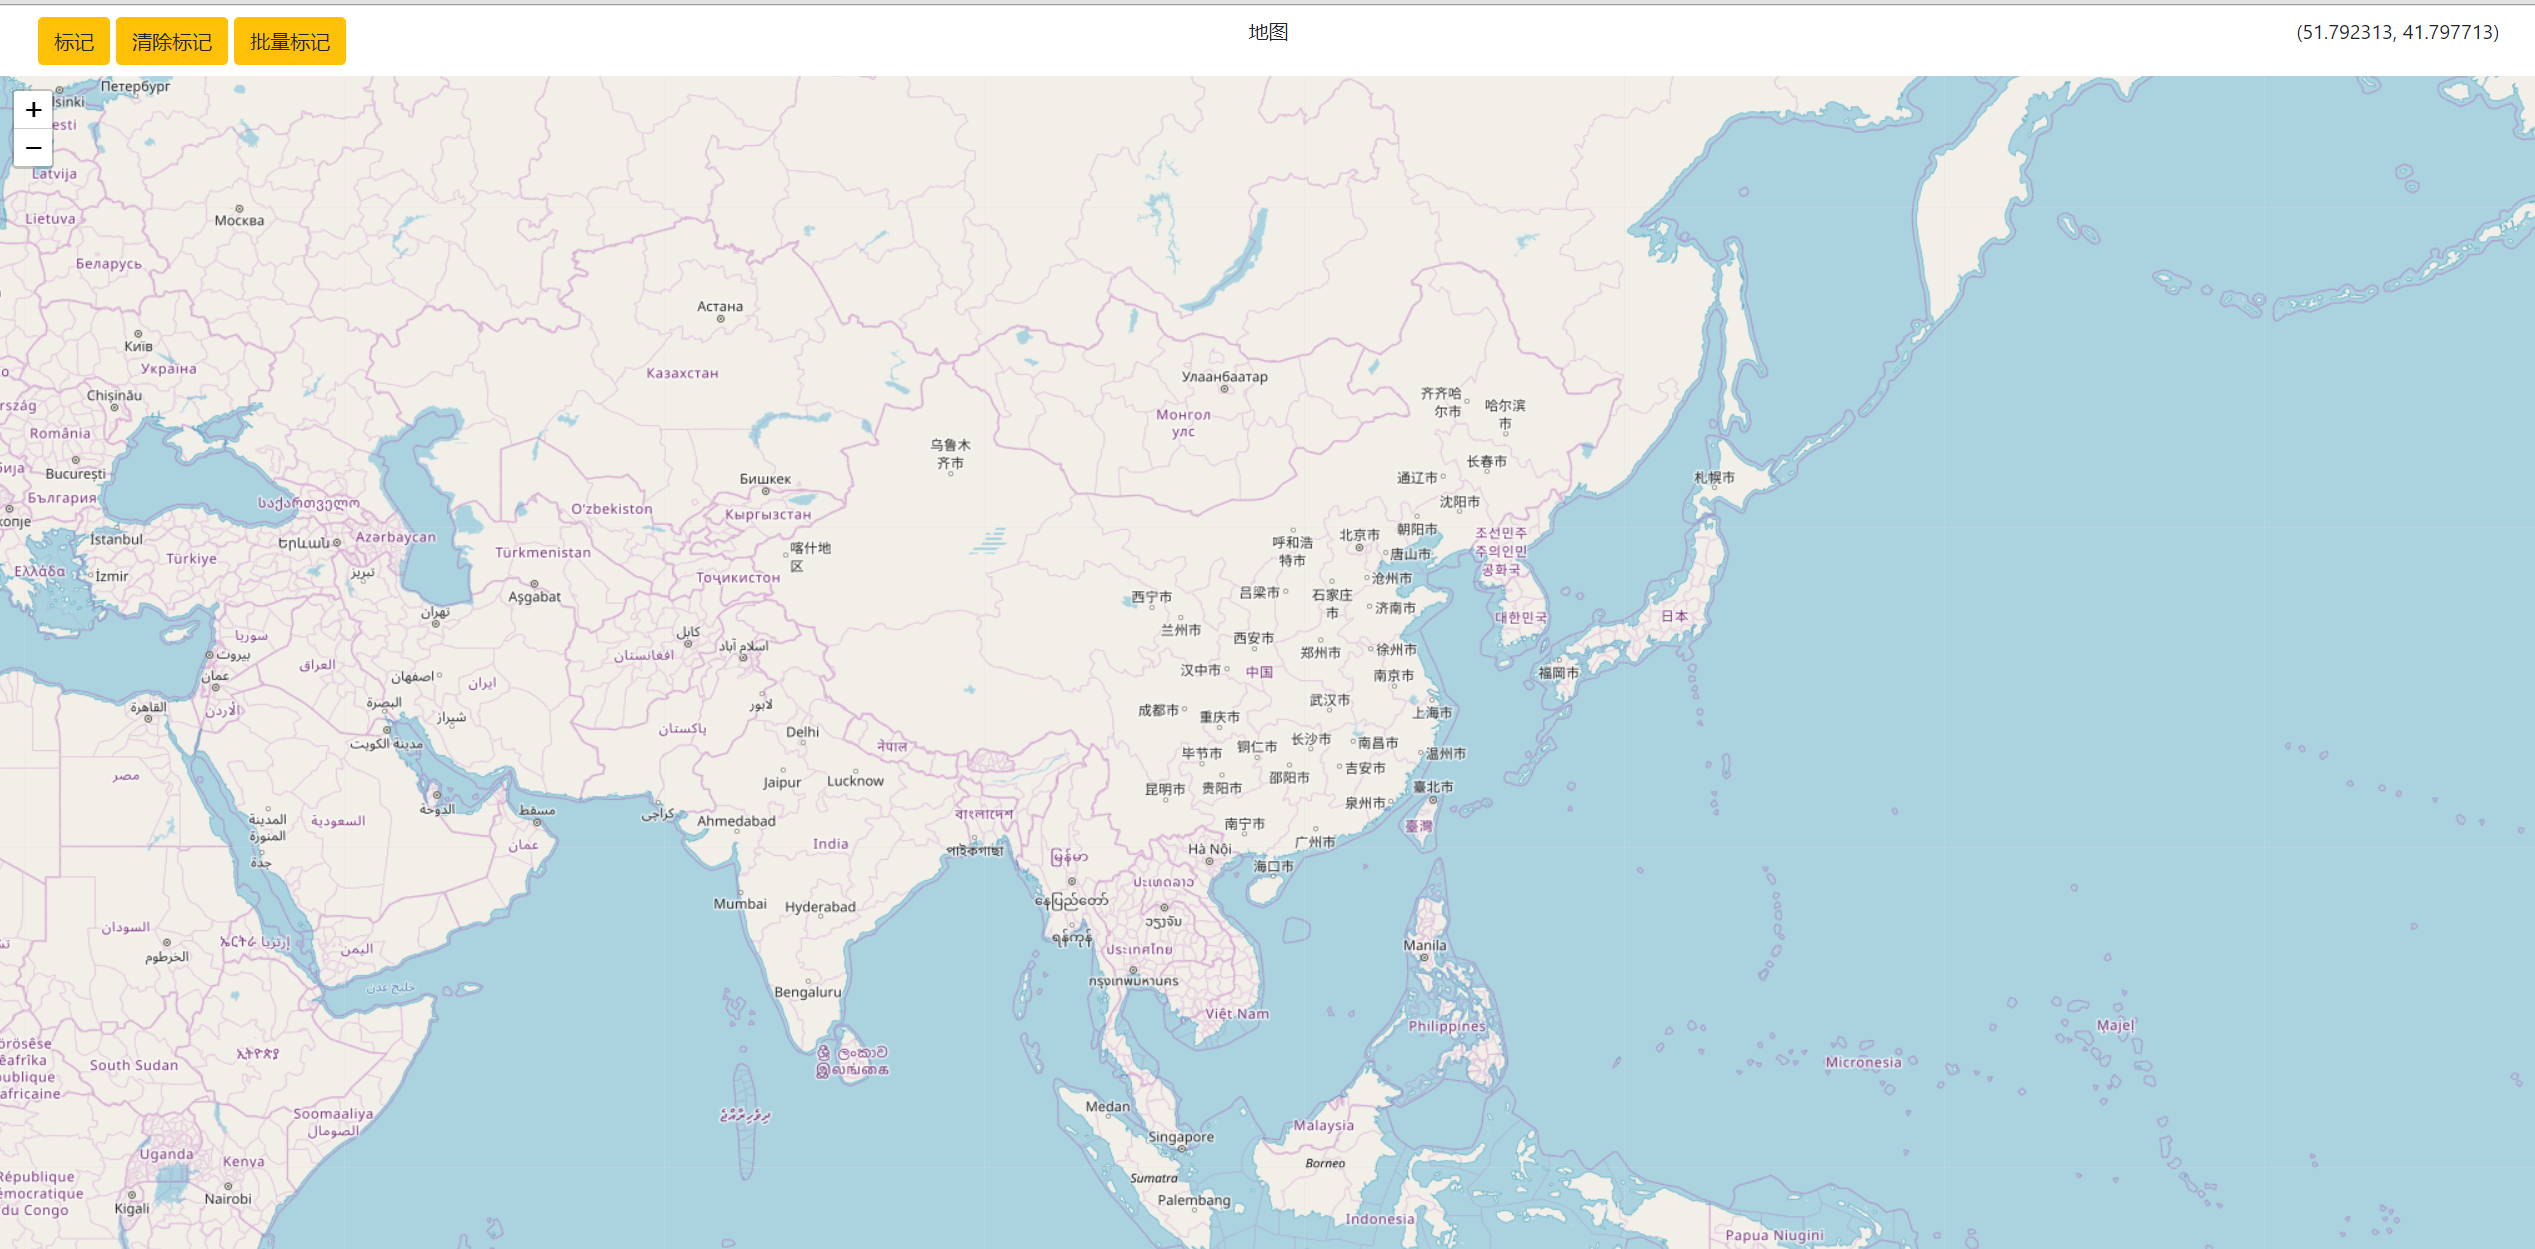 标记
清除标记
批量标记
地图
(51.792313, 41.797713)
+
−
Петербург
lsinki
esti
Latvija
Lietuva
Москва
Беларусь
Київ
Україна
Chișinău
rszág
România
București
България
Астана
Казахстан
Улаанбаатар
Монгол
улс
齐齐哈
尔市
哈尔滨
市
乌鲁木
齐市
长春市
通辽市
沈阳市
札幌市
Бишкек
Кыргызстан
Oʻzbekiston
საქართველო
Azərbaycan
Երևան
İstanbul
Türkiye
İzmir
Ελλάδα
تبریز
Türkmenistan
Aşgabat
Тоҷикистон
喀什地
区
呼和浩
特市
北京市
朝阳市
唐山市
沧州市
조선민주
주의인민
공화국
대한민국
日本
福岡市
西宁市
兰州市
吕梁市
石家庄
市
济南市
西安市
郑州市
徐州市
汉中市
中国
南京市
成都市
重庆市
武汉市
上海市
毕节市
铜仁市
长沙市
南昌市
温州市
昆明市
贵阳市
邵阳市
吉安市
臺北市
泉州市
臺灣
南宁市
广州市
海口市
تهران
سوريا
بيروت
العراق
عمان
اصفهان
ایران
القاهرة
الأردن
البصرة
شیراز
مدينة الكويت
کابل
افغانستان
اسلام آباد
لاہور
پاکستان
Delhi
नेपाल
Jaipur
Lucknow
کراچی
Ahmedabad
India
বাংলাদেশ
পাইকগাছা
Mumbai
Hyderabad
Bengaluru
مصر
المدينة
المنورة
السعودية
الدوحة
مسقط
عمان
جدة
السودان
الخرطوم
ኤርትራ إرتريا
اليمن
خليج عدن
မြန်မာ
နေပြည်တော်
ရန်ကုန်
Hà Nội
ປະເທດລາວ
ວຽງຈັນ
ประเทศไทย
กรุงเทพมหานคร
Việt Nam
Manila
Philippines
Majeļ
Micronesia
South Sudan
ኢትዮጵያ
Soomaaliya
الصومال
Uganda
Kenya
Nairobi
Kigali
République
du Congo
ශ්‍රී ලංකාව
இலங்கை
ދިވެހިރާއްޖެ
Medan
Singapore
Malaysia
Borneo
Sumatra
Palembang
Indonesia
Papua Niugini